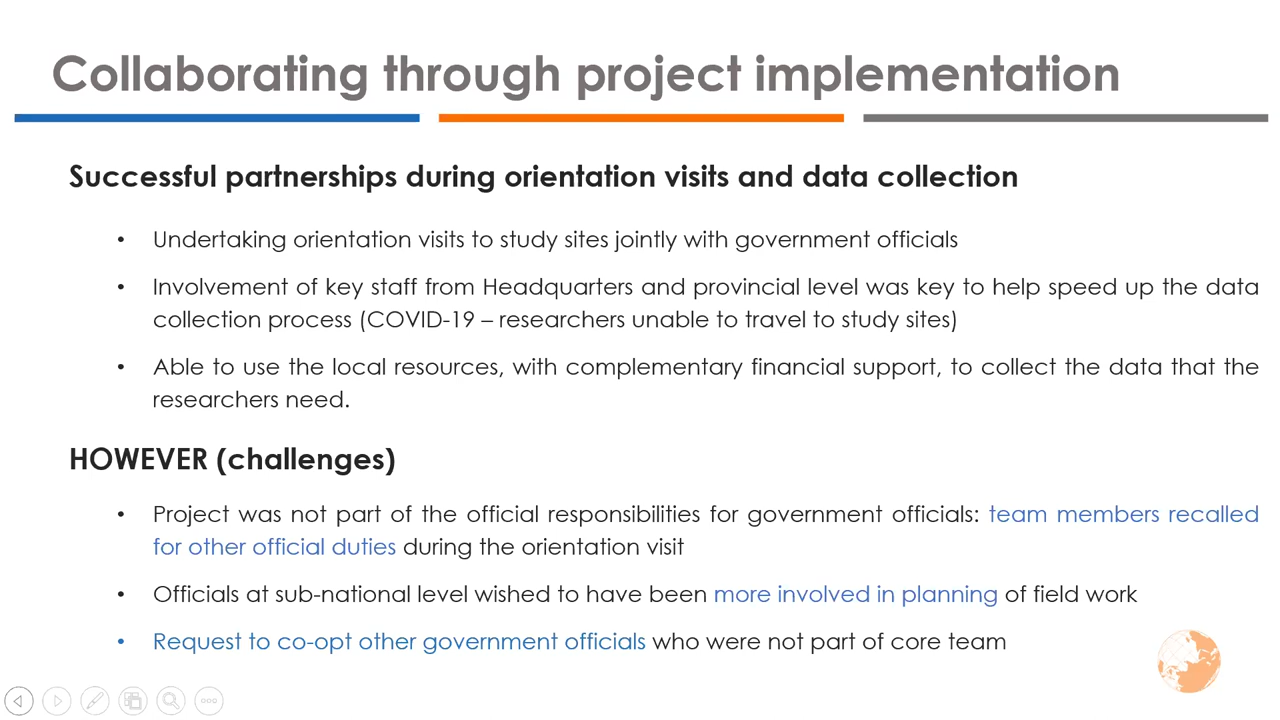 Collaborating through project implementation
Successful partnerships during orientation visits and data collection
• Undertaking orientation visits to study sites jointly with government officials
• Involvement of key staff from Headquarters and provincial level was key to help speed up the data
collection process (COVID-19 – researchers unable to travel to study sites)
• Able to use the local resources, with complementary financial support, to collect the data that the
researchers need.
HOWEVER (challenges)
• Project was not part of the official responsibilities for government officials: team members recalled
for other official duties during the orientation visit
• Officials at sub-national level wished to have been more involved in planning of field work
• Request to co-opt other government officials who were not part of core team